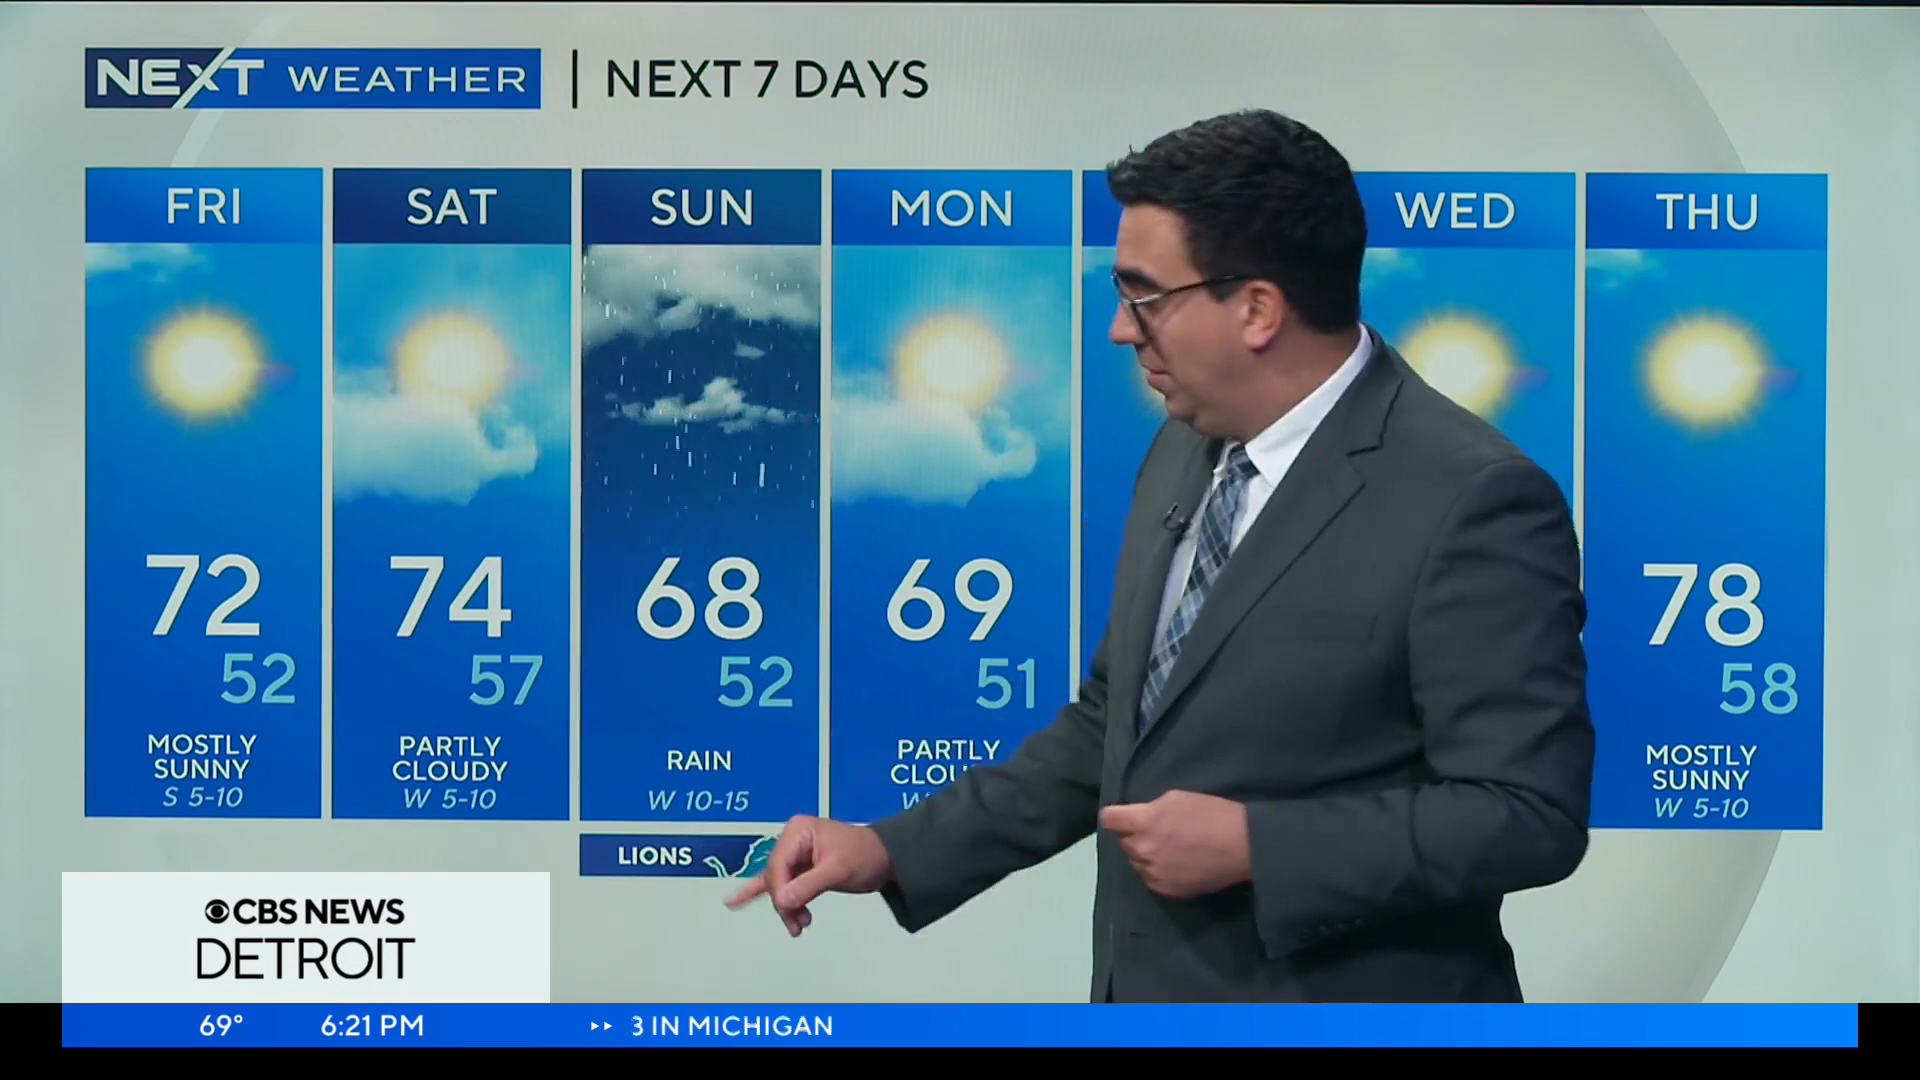 NEXT WEATHER | NEXT 7 DAYS
FRI
72
52
MOSTLY
SUNNY
S 5-10
SAT
74
57
PARTLY
CLOUDY
W 5-10
SUN
68
52
RAIN
W 10-15
LIONS
MON
69
51
PARTLY
WED
THU
78
58
MOSTLY
SUNNY
W 5-10
CBS NEWS
DETROIT
69° 6:21 PM 3 IN MICHIGAN